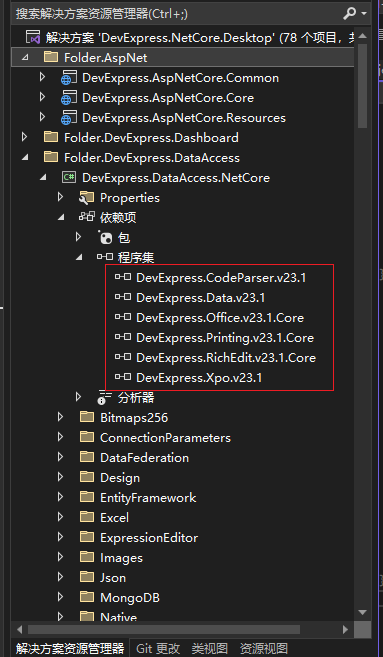 搜索解决方案资源管理器(Ctrl+;)
解决方案 'DevExpress.NetCore.Desktop' (78 个项目，共
Folder.AspNet
DevExpress.AspNetCore.Common
DevExpress.AspNetCore.Core
DevExpress.AspNetCore.Resources
Folder.DevExpress.Dashboard
Folder.DevExpress.DataAccess
DevExpress.DataAccess.NetCore
Properties
依赖项
包
程序集
DevExpress.CodeParser.v23.1
DevExpress.Data.v23.1
DevExpress.Office.v23.1.Core
DevExpress.Printing.v23.1.Core
DevExpress.RichEdit.v23.1.Core
DevExpress.Xpo.v23.1
分析器
Bitmaps256
ConnectionParameters
DataFederation
Design
EntityFramework
Excel
ExpressionEditor
Images
Json
MongoDB
Native
解决方案资源管理器 Git 更改 类视图 资源视图